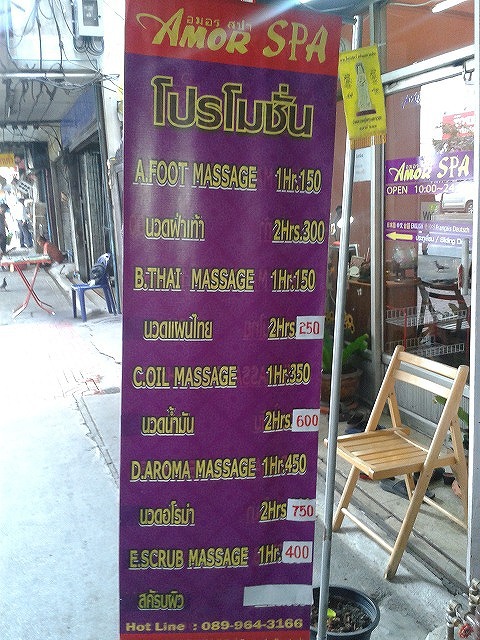 อมอร สปา
AMOR SPA
โปรโมชั่น
A.FOOT MASSAGE 1Hr.150
นวดฝ่าเท้า 2Hrs.300
B.THAI MASSAGE 1Hr.150
นวดแผนไทย 2Hrs 250
C.OIL MASSAGE 1Hr.350
นวดน้ำมัน 2Hrs. 600
D.AROMA MASSAGE 1Hr.450
นวดอโรม่า 2Hrs 750
E.SCRUB MASSAGE 1Hr. 400
สครับผิว
Hot Line : 089-964-3166
AMOR SPA
OPEN 10:00~24